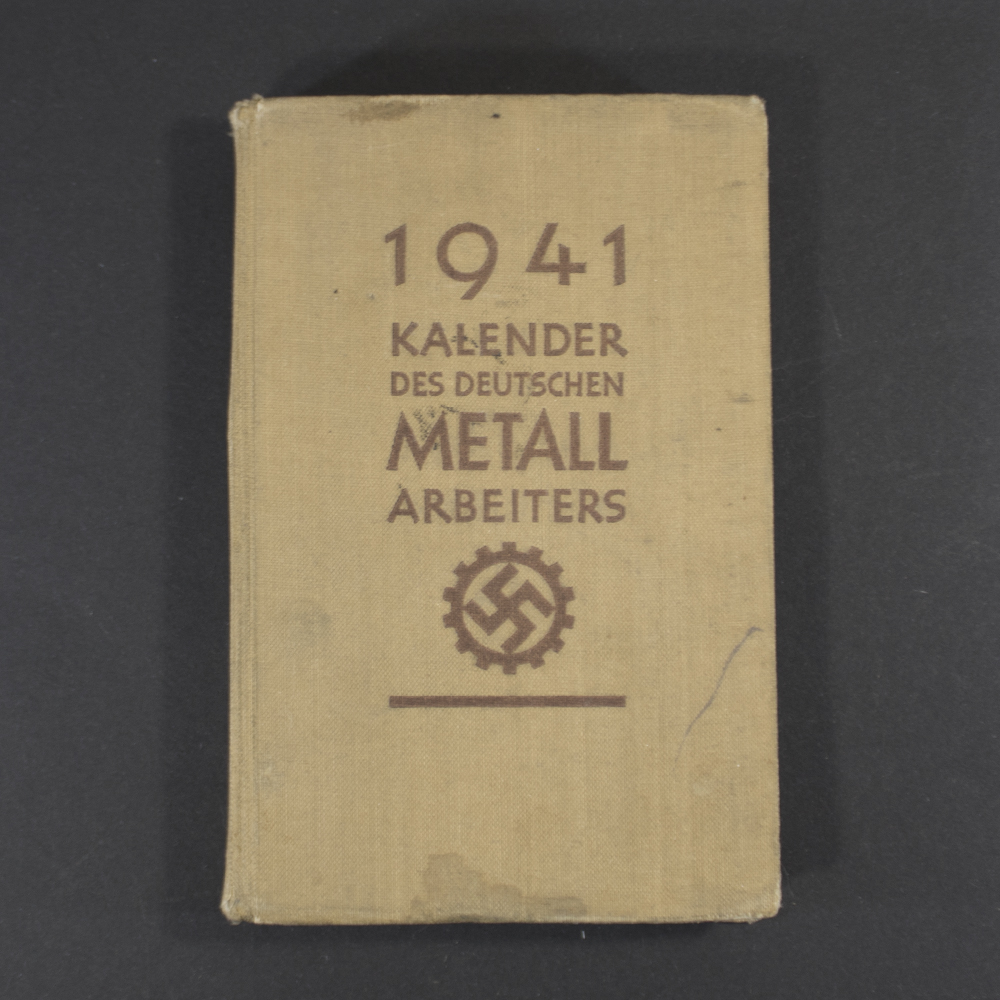 1941
KALENDER
DES DEUTSCHEN
METALL
ARBEITERS